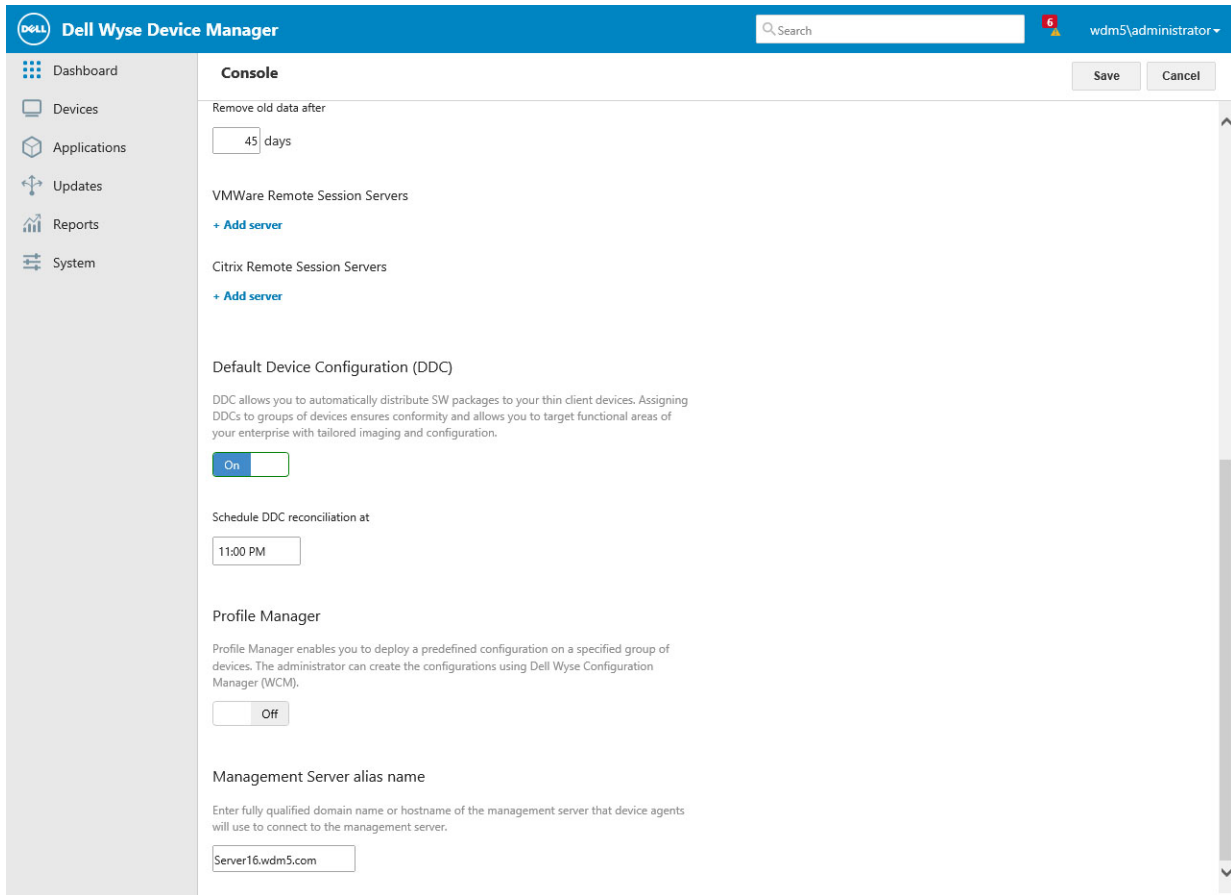 DELL
Dell Wyse Device Manager
Search
6
wdm5\administrator
Dashboard
Devices
Applications
Updates
Reports
System
Console
Save
Cancel
Remove old data after
45 days
VMWare Remote Session Servers
+ Add server
Citrix Remote Session Servers
+ Add server
Default Device Configuration (DDC)
DDC allows you to automatically distribute SW packages to your thin client devices. Assigning
DDCs to groups of devices ensures conformity and allows you to target functional areas of
your enterprise with tailored imaging and configuration.
On
Schedule DDC reconciliation at
11:00 PM
Profile Manager
Profile Manager enables you to deploy a predefined configuration on a specified group of
devices. The administrator can create the configurations using Dell Wyse Configuration
Manager (WCM).
Off
Management Server alias name
Enter fully qualified domain name or hostname of the management server that device agents
will use to connect to the management server.
Server16.wdm5.com